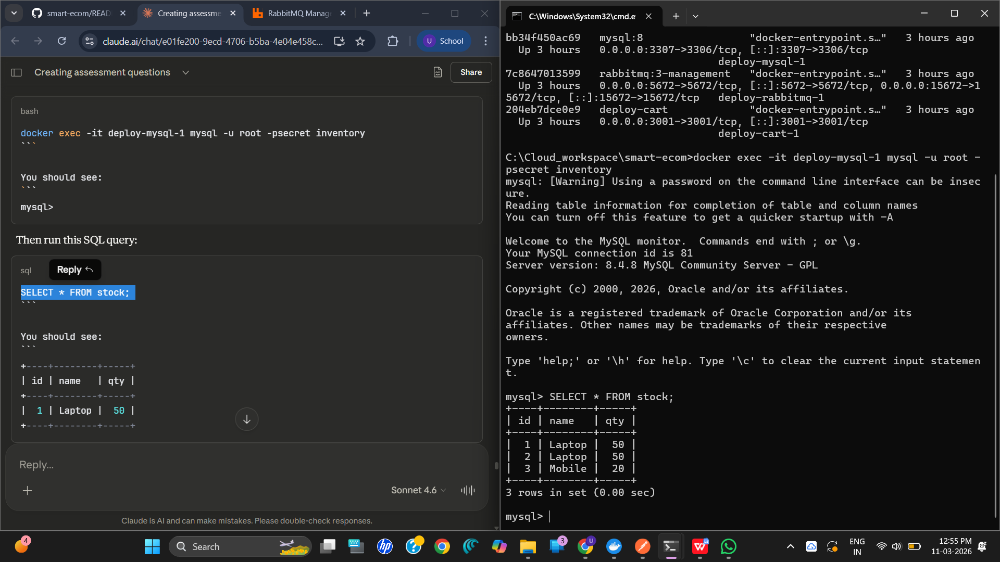 smart-ecom/READ
Creating assessme
RabbitMQ Manag
claude.ai/chat/e01fe200-9ecd-4706-b5ba-4e04e458c...
U
School
Creating assessment questions
Share
bash
docker exec -it deploy-mysql-1 mysql -u root -psecret inventory
```
You should see:
```
mysql>
Then run this SQL query:
sql
Reply
SELECT * FROM stock;
```
You should see:
```
+----+--------+-----+
| id | name   | qty |
+----+--------+-----+
|  1 | Laptop |  50 |
+----+--------+-----+
Reply...
Sonnet 4.6
Claude is AI and can make mistakes. Please double-check responses.
C:\Windows\System32\cmd.e
bb34f450ac69   mysql:8                 "docker-entrypoint.s…"   3 hours ago
  Up 3 hours   0.0.0.0:3307->3306/tcp, [::]:3307->3306/tcp
                                  deploy-mysql-1
7c8647013599   rabbitmq:3-management   "docker-entrypoint.s…"   3 hours ago
  Up 3 hours   0.0.0.0:5672->5672/tcp, [::]:5672->5672/tcp, 0.0.0.0:15672->1
5672/tcp, [::]:15672->15672/tcp   deploy-rabbitmq-1
204eb7dce0e9   deploy-cart             "docker-entrypoint.s…"   3 hours ago
  Up 3 hours   0.0.0.0:3001->3001/tcp, [::]:3001->3001/tcp
                                  deploy-cart-1
C:\Cloud_workspace\smart-ecom>docker exec -it deploy-mysql-1 mysql -u root -
psecret inventory
mysql: [Warning] Using a password on the command line interface can be insec
ure.
Reading table information for completion of table and column names
You can turn off this feature to get a quicker startup with -A
Welcome to the MySQL monitor.  Commands end with ; or \g.
Your MySQL connection id is 81
Server version: 8.4.8 MySQL Community Server - GPL
Copyright (c) 2000, 2026, Oracle and/or its affiliates.
Oracle is a registered trademark of Oracle Corporation and/or its
affiliates. Other names may be trademarks of their respective
owners.
Type 'help;' or '\h' for help. Type '\c' to clear the current input statemen
t.
mysql> SELECT * FROM stock;
+----+--------+-----+
| id | name   | qty |
+----+--------+-----+
|  1 | Laptop |  50 |
|  2 | Laptop |  50 |
|  3 | Mobile |  20 |
+----+--------+-----+
3 rows in set (0.00 sec)
mysql>
4
Search
hp
3
U
W
ENG
IN
12:55 PM
11-03-2026